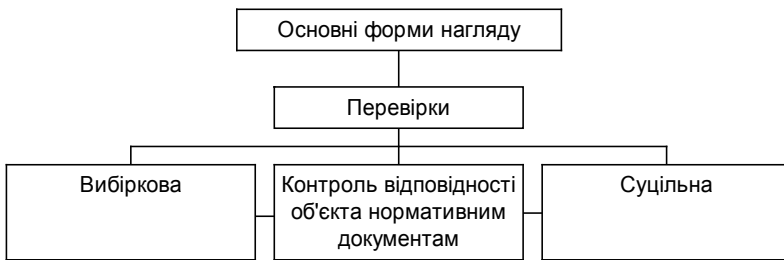 Основні форми нагляду
Перевірки
Вибіркова
Контроль відповідності
об'єкта нормативним
документам
Суцільна